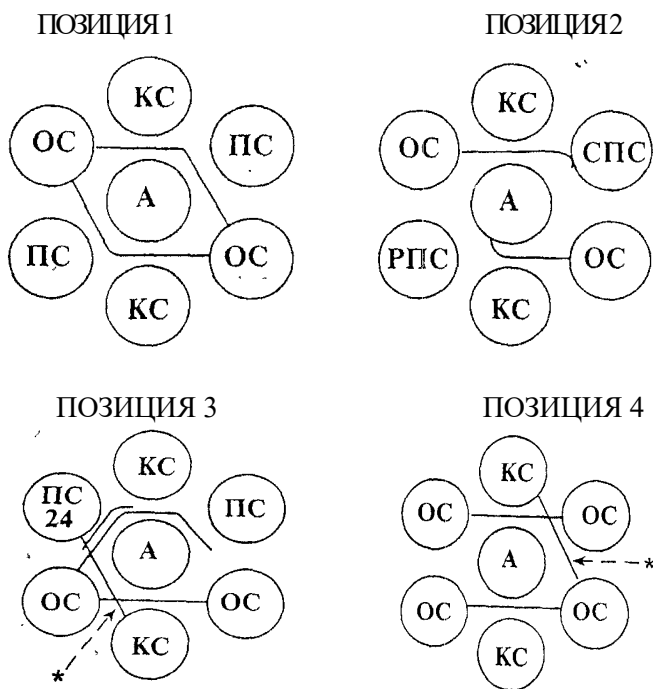 ПОЗИЦИЯ 1
КС
ОС
ПС
А
ПС
ОС
КС
ПОЗИЦИЯ 2
КС
ОС
СПС
А
РПС
ОС
КС
ПОЗИЦИЯ 3
КС
ПС
24
ПС
А
ОС
ОС
КС
*
ПОЗИЦИЯ 4
КС
ОС
ОС
А
*
ОС
ОС
КС